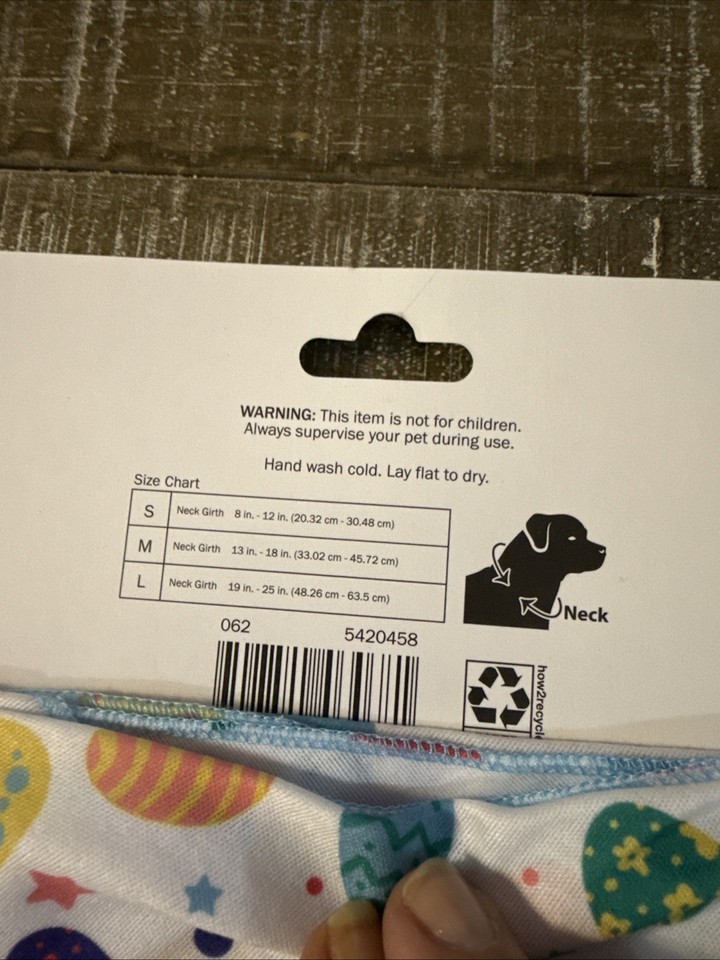 WARNING: This item is not for children.
Always supervise your pet during use.
Hand wash cold. Lay flat to dry.
Size Chart
S Neck Girth 8 in. - 12 in. (20.32 cm - 30.48 cm)
M Neck Girth 13 in. - 18 in. (33.02 cm - 45.72 cm)
L Neck Girth 19 in. - 25 in. (48.26 cm - 63.5 cm)
Neck
062 5420458